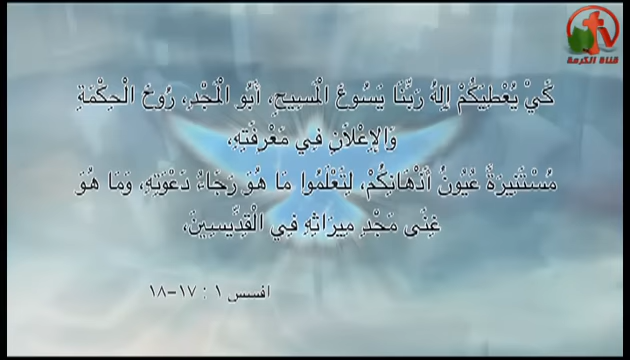 كَيْ يُعْطِيَكُمْ إِلهُ رَبِّنَا يَسُوعَ الْمَسِيحِ، أَبُو الْمَجْدِ، رُوحَ الْحِكْمَةِ
وَالإِعْلاَنِ فِي مَعْرِفَتِهِ،
مُسْتَنِيرَةً عُيُونُ أَذْهَانِكُمْ، لِتَعْلَمُوا مَا هُوَ رَجَاءُ دَعْوَتِهِ، وَمَا هُوَ
غِنَى مَجْدِ مِيرَاثِهِ فِي الْقِدِّيسِينَ،
افسس ١ : ١٧-١٨
tv
قناة الكرمة